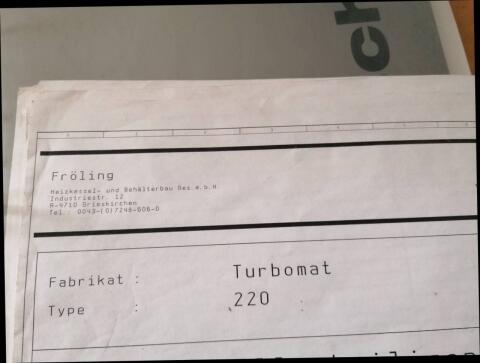 ch
Fröling
Heizkessel- und Behälterbau Ges.m.b.H
Industriestr. 12
A-4710 Grieskirchen
Tel.: 0043-(0)7248-606-0
Fabrikat : Turbomat
Type : 220